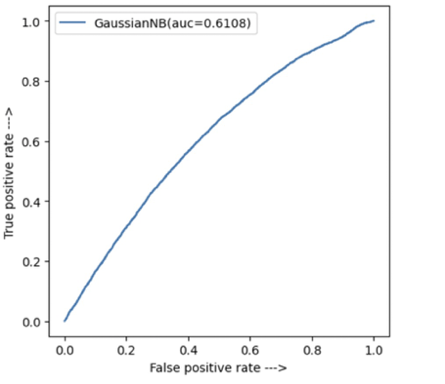 GaussianNB(auc=0.6108)
1.0
0.8
0.6
0.4
0.2
0.0
True positive rate --->
0.0 0.2 0.4 0.6 0.8 1.0
False positive rate --->